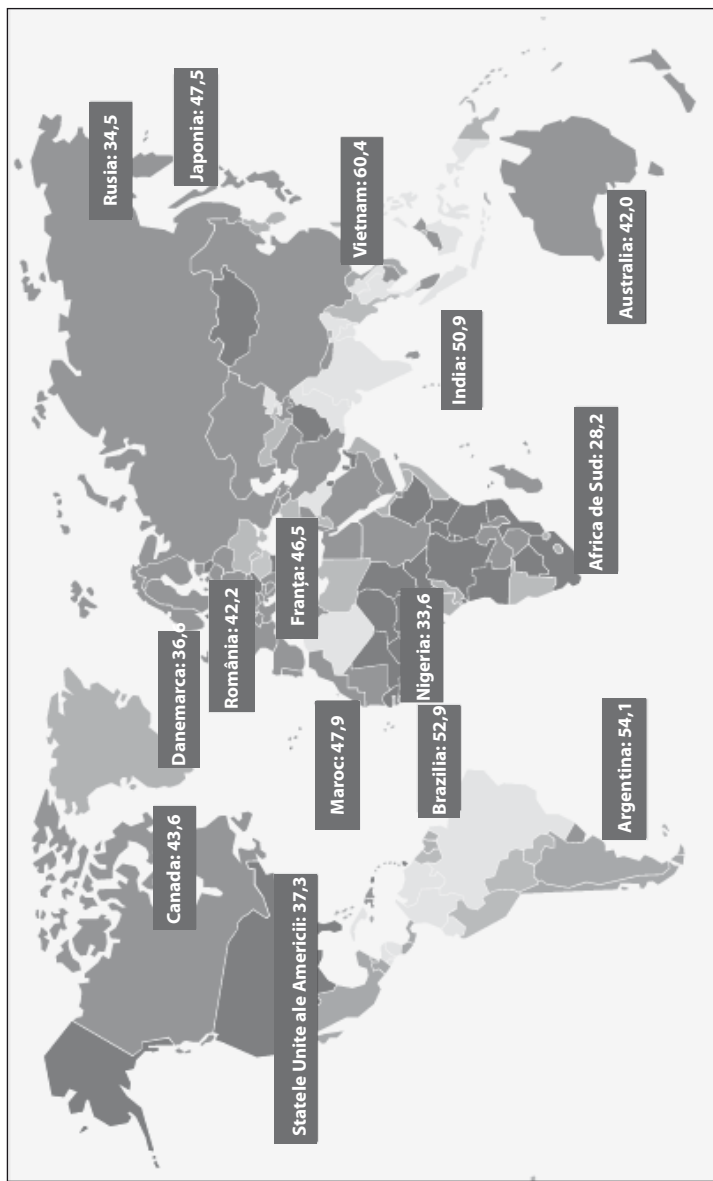 Canada: 43,6
Statele Unite ale Americii: 37,3
Danemarca: 36,6
România: 42,2
Franța: 46,5
Maroc: 47,9
Nigeria: 33,6
Brazilia: 52,9
Argentina: 54,1
Africa de Sud: 28,2
Rusia: 34,5
Japonia: 47,5
Vietnam: 60,4
India: 50,9
Australia: 42,0